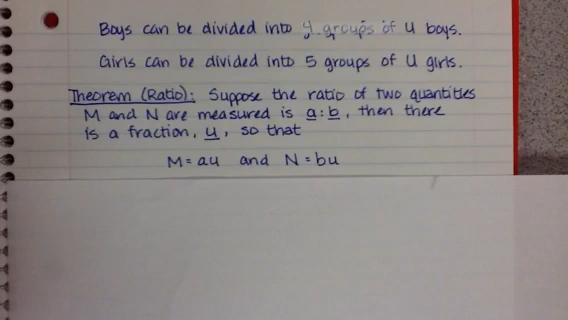 Boys can be divided into 4 groups of u boys.
Girls can be divided into 5 groups of u girls.
Theorem (Ratio): Suppose the ratio of two quantities
M and N are measured is a:b, then there
is a fraction, u, so that
M=au and N=bu